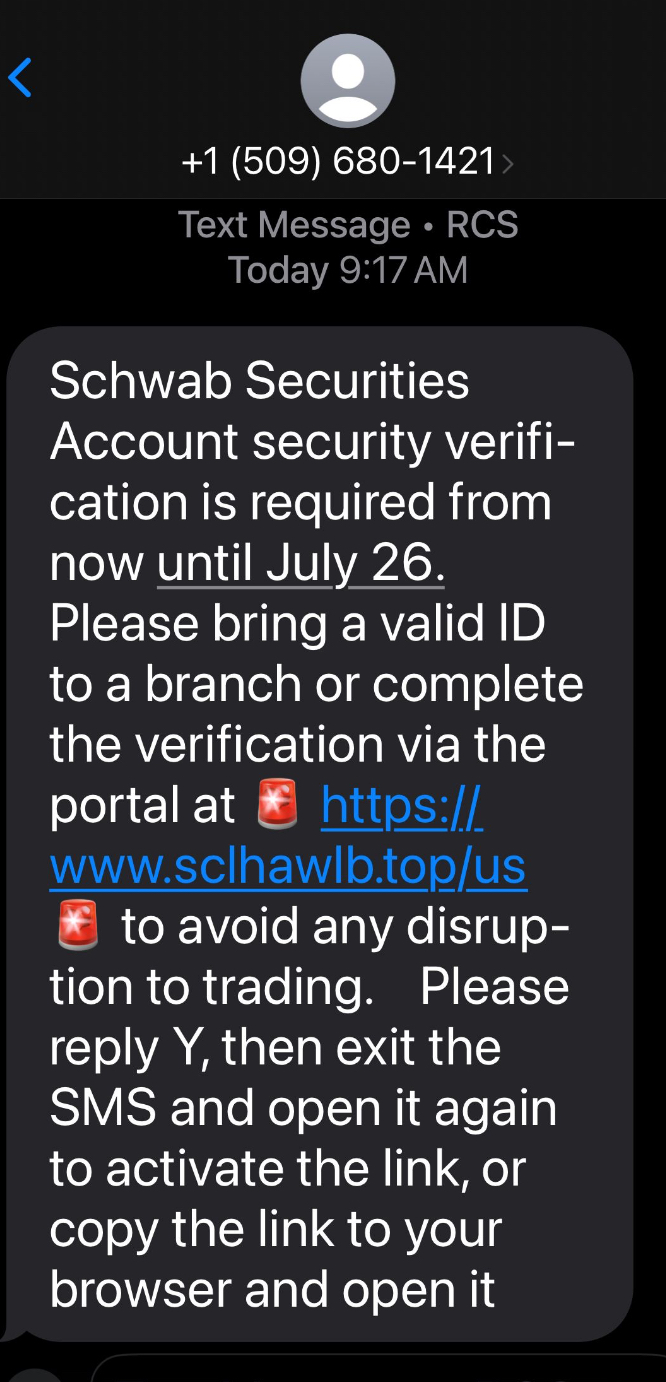 +1 (509) 680-1421
Text Message • RCS
Today 9:17 AM
Schwab Securities
Account security verifi-
cation is required from
now until July 26.
Please bring a valid ID
to a branch or complete
the verification via the
portal at 🚨 https://
www.sclhawlb.top/us
🚨 to avoid any disrup-
tion to trading. Please
reply Y, then exit the
SMS and open it again
to activate the link, or
copy the link to your
browser and open it